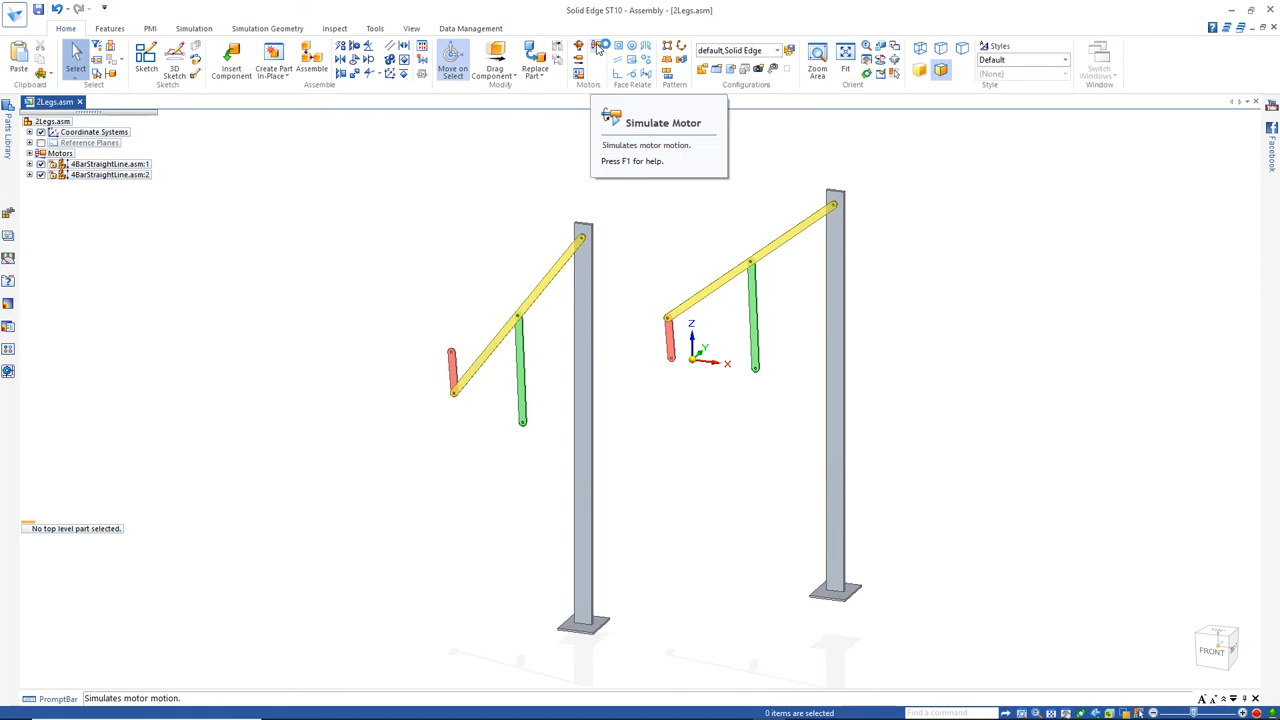 Solid Edge ST10 - Assembly - [2Legs.asm]
Home
Features
PMI
Simulation
Simulation Geometry
Inspect
Tools
View
Data Management
Paste
Select
Sketch
3D Sketch
Insert Component
Create Part In-Place
Assemble
Move on Select
Drag Component
Replace Part
default,Solid Edge
Zoom Area
Fit
Styles
Default
(None)
Switch Windows
Clipboard
Select
Sketch
Assemble
Modify
Motors
Face Relate
Pattern
Configurations
Orient
Style
Window
2Legs.asm
2Legs.asm
Coordinate Systems
Reference Planes
Motors
4BarStraightLine.asm:1
4BarStraightLine.asm:2
Parts Library
Facebook
Simulate Motor
Simulates motor motion.
Press F1 for help.
Z
Y
X
No top level part selected.
FRONT
PromptBar
Simulates motor motion.
0 items are selected
Find a command